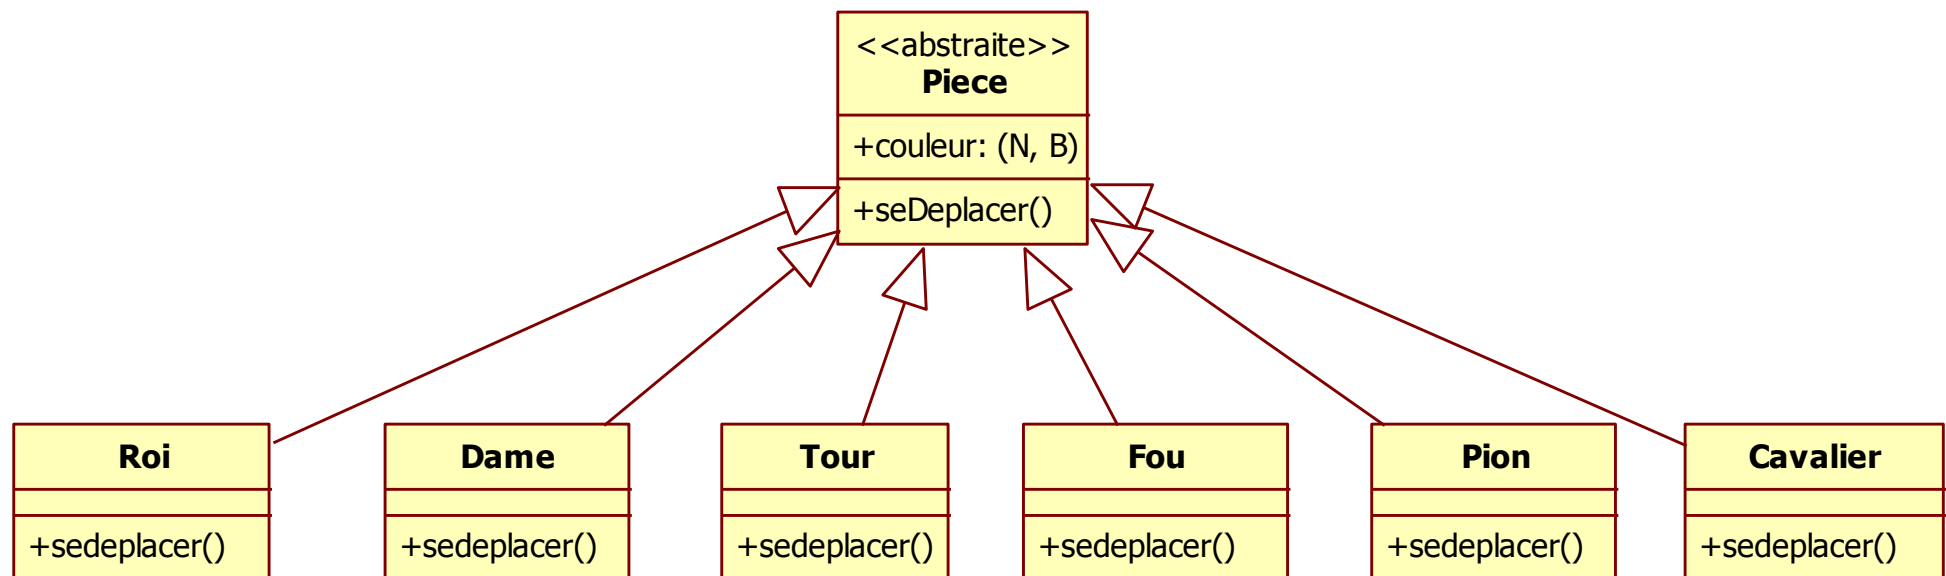 <<abstraite>>
Piece
+couleur: (N, B)
+seDeplacer()
Roi
+sedeplacer()
Dame
+sedeplacer()
Tour
+sedeplacer()
Fou
+sedeplacer()
Pion
+sedeplacer()
Cavalier
+sedeplacer()